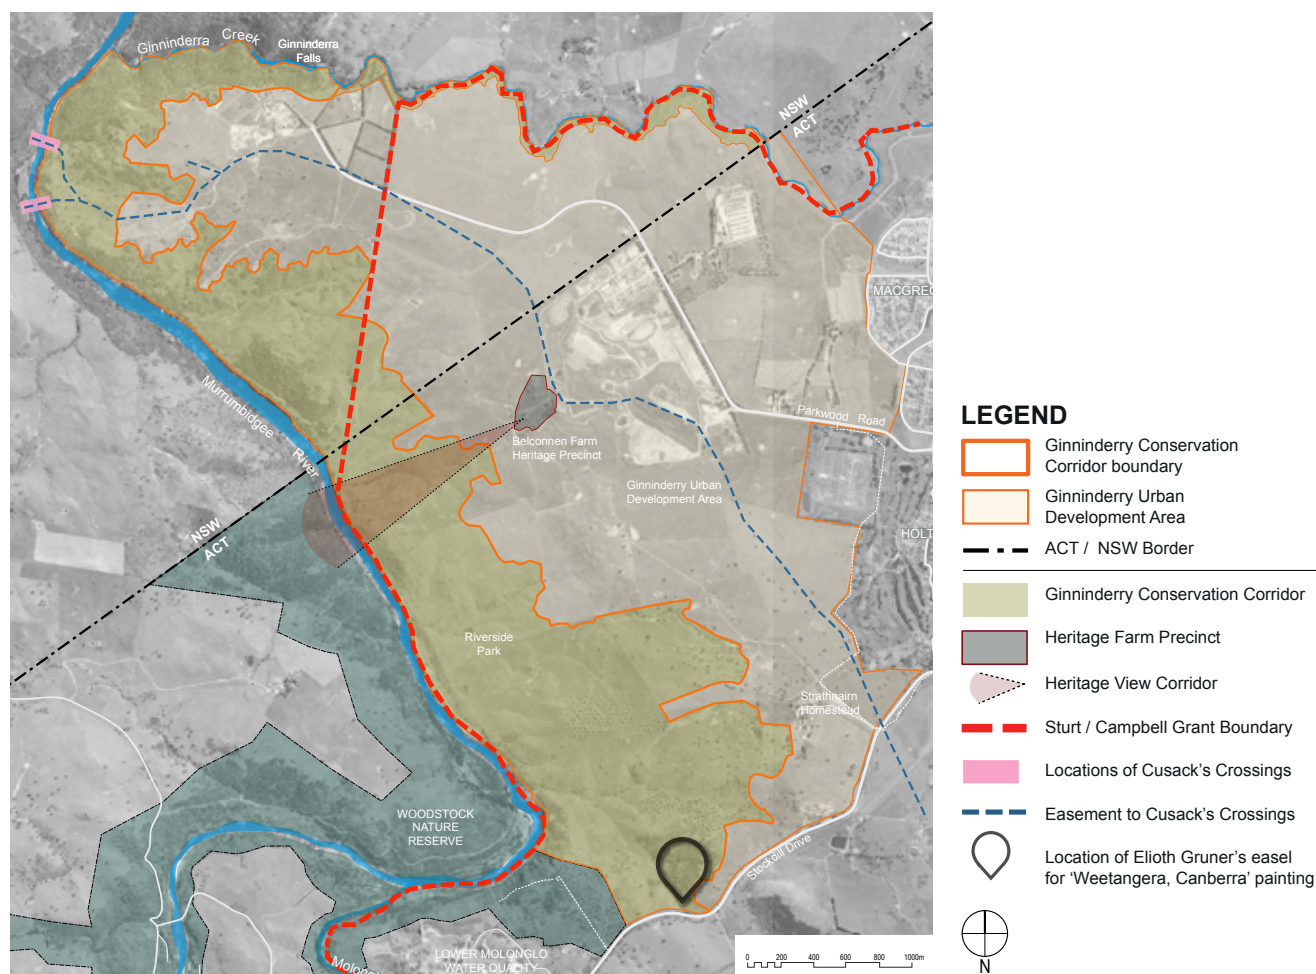 Ginninderra Creek
Ginninderra
Falls
NSW
ACT
MACGREG
Murrumbidgee
River
Parkwood Road
Belconnen Farm
Heritage Precinct
Ginninderry Urban
Development Area
HOLT
NSW
ACT
Riverside
Park
Strathnairn
Homestead
WOODSTOCK
NATURE
RESERVE
Stockdill Drive
LOWER MOLONGLO
WATER QUALITY
Molong
0 200 400 600 800 1000m
LEGEND
Ginninderry Conservation
Corridor boundary
Ginninderry Urban
Development Area
ACT / NSW Border
Ginninderry Conservation Corridor
Heritage Farm Precinct
Heritage View Corridor
Sturt / Campbell Grant Boundary
Locations of Cusack's Crossings
Easement to Cusack's Crossings
Location of Elioth Gruner's easel
for 'Weetangera, Canberra' painting
N